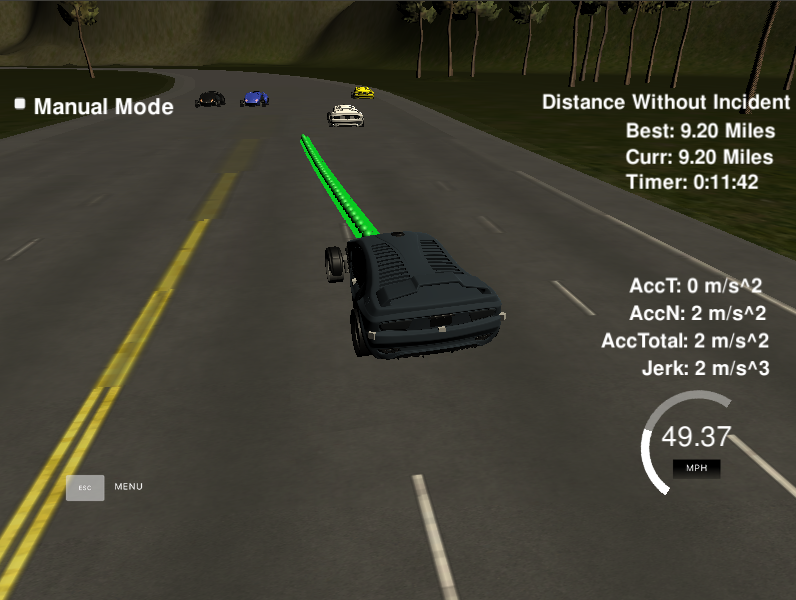 Manual Mode
Distance Without Incident
Best: 9.20 Miles
Curr: 9.20 Miles
Timer: 0:11:42
AccT: 0 m/s^2
AccN: 2 m/s^2
AccTotal: 2 m/s^2
Jerk: 2 m/s^3
49.37
MPH
ESC MENU